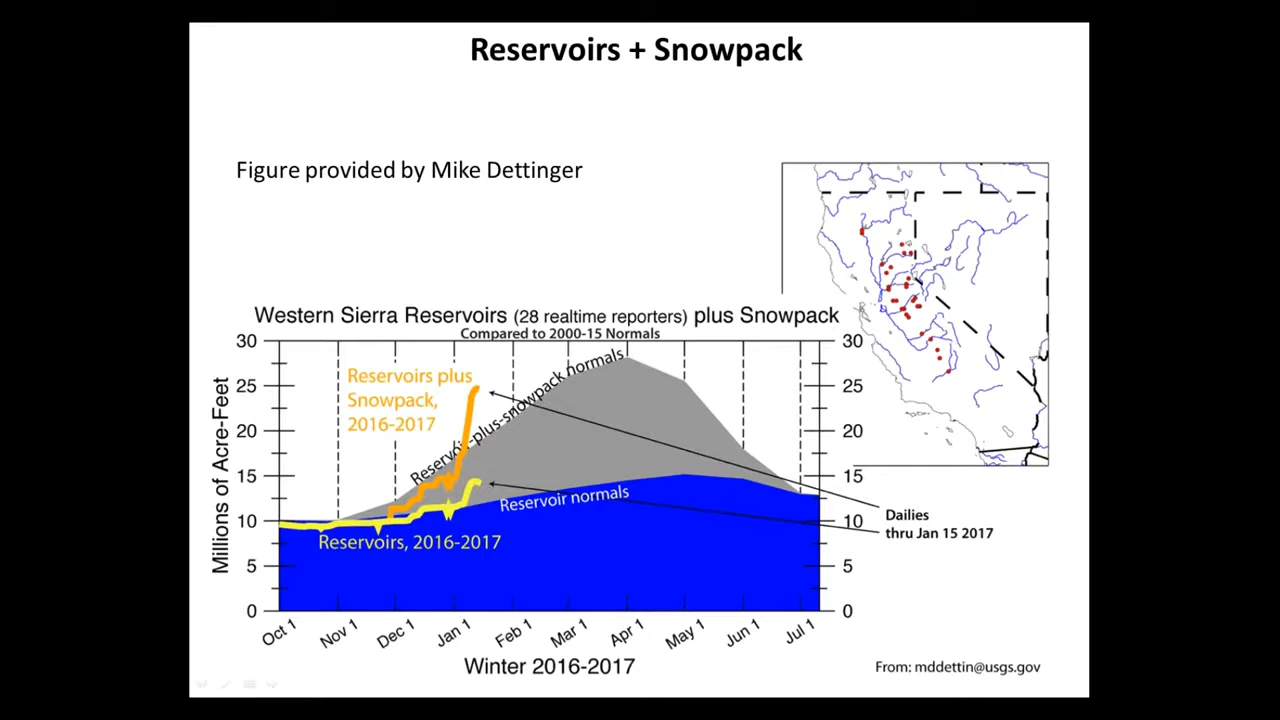 Reservoirs + Snowpack
Figure provided by Mike Dettinger
Western Sierra Reservoirs (28 realtime reporters) plus Snowpack
Compared to 2000-15 Normals
30
25
20
15
10
5
0
Millions of Acre-Feet
Reservoirs plus
Snowpack,
2016-2017
Reservoir-plus-snowpack normals
Reservoir normals
Reservoirs, 2016-2017
30
25
20
15
10
5
0
Dailies
thru Jan 15 2017
Oct 1
Nov 1
Dec 1
Jan 1
Feb 1
Mar 1
Apr 1
May 1
Jun 1
Jul 1
Winter 2016-2017
From: mddettin@usgs.gov